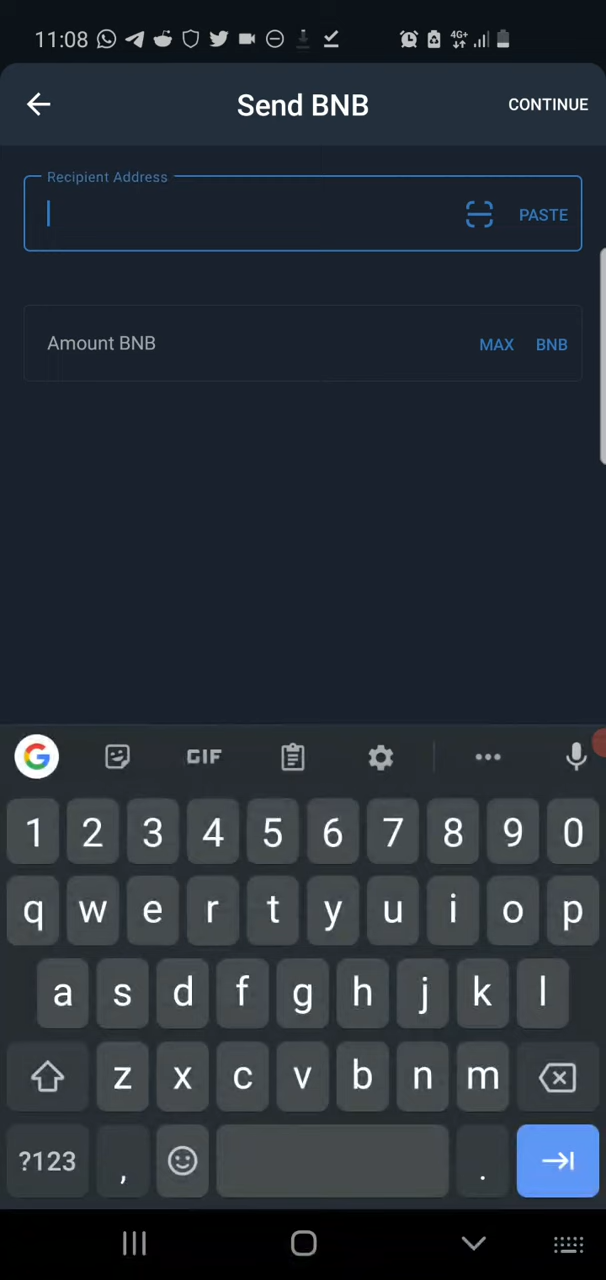 11:08 4G+
Send BNB CONTINUE
Recipient Address
PASTE
Amount BNB MAX BNB
G GIF
1 2 3 4 5 6 7 8 9 0
q w e r t y u i o p
a s d f g h j k l
z x c v b n m
?123 , .